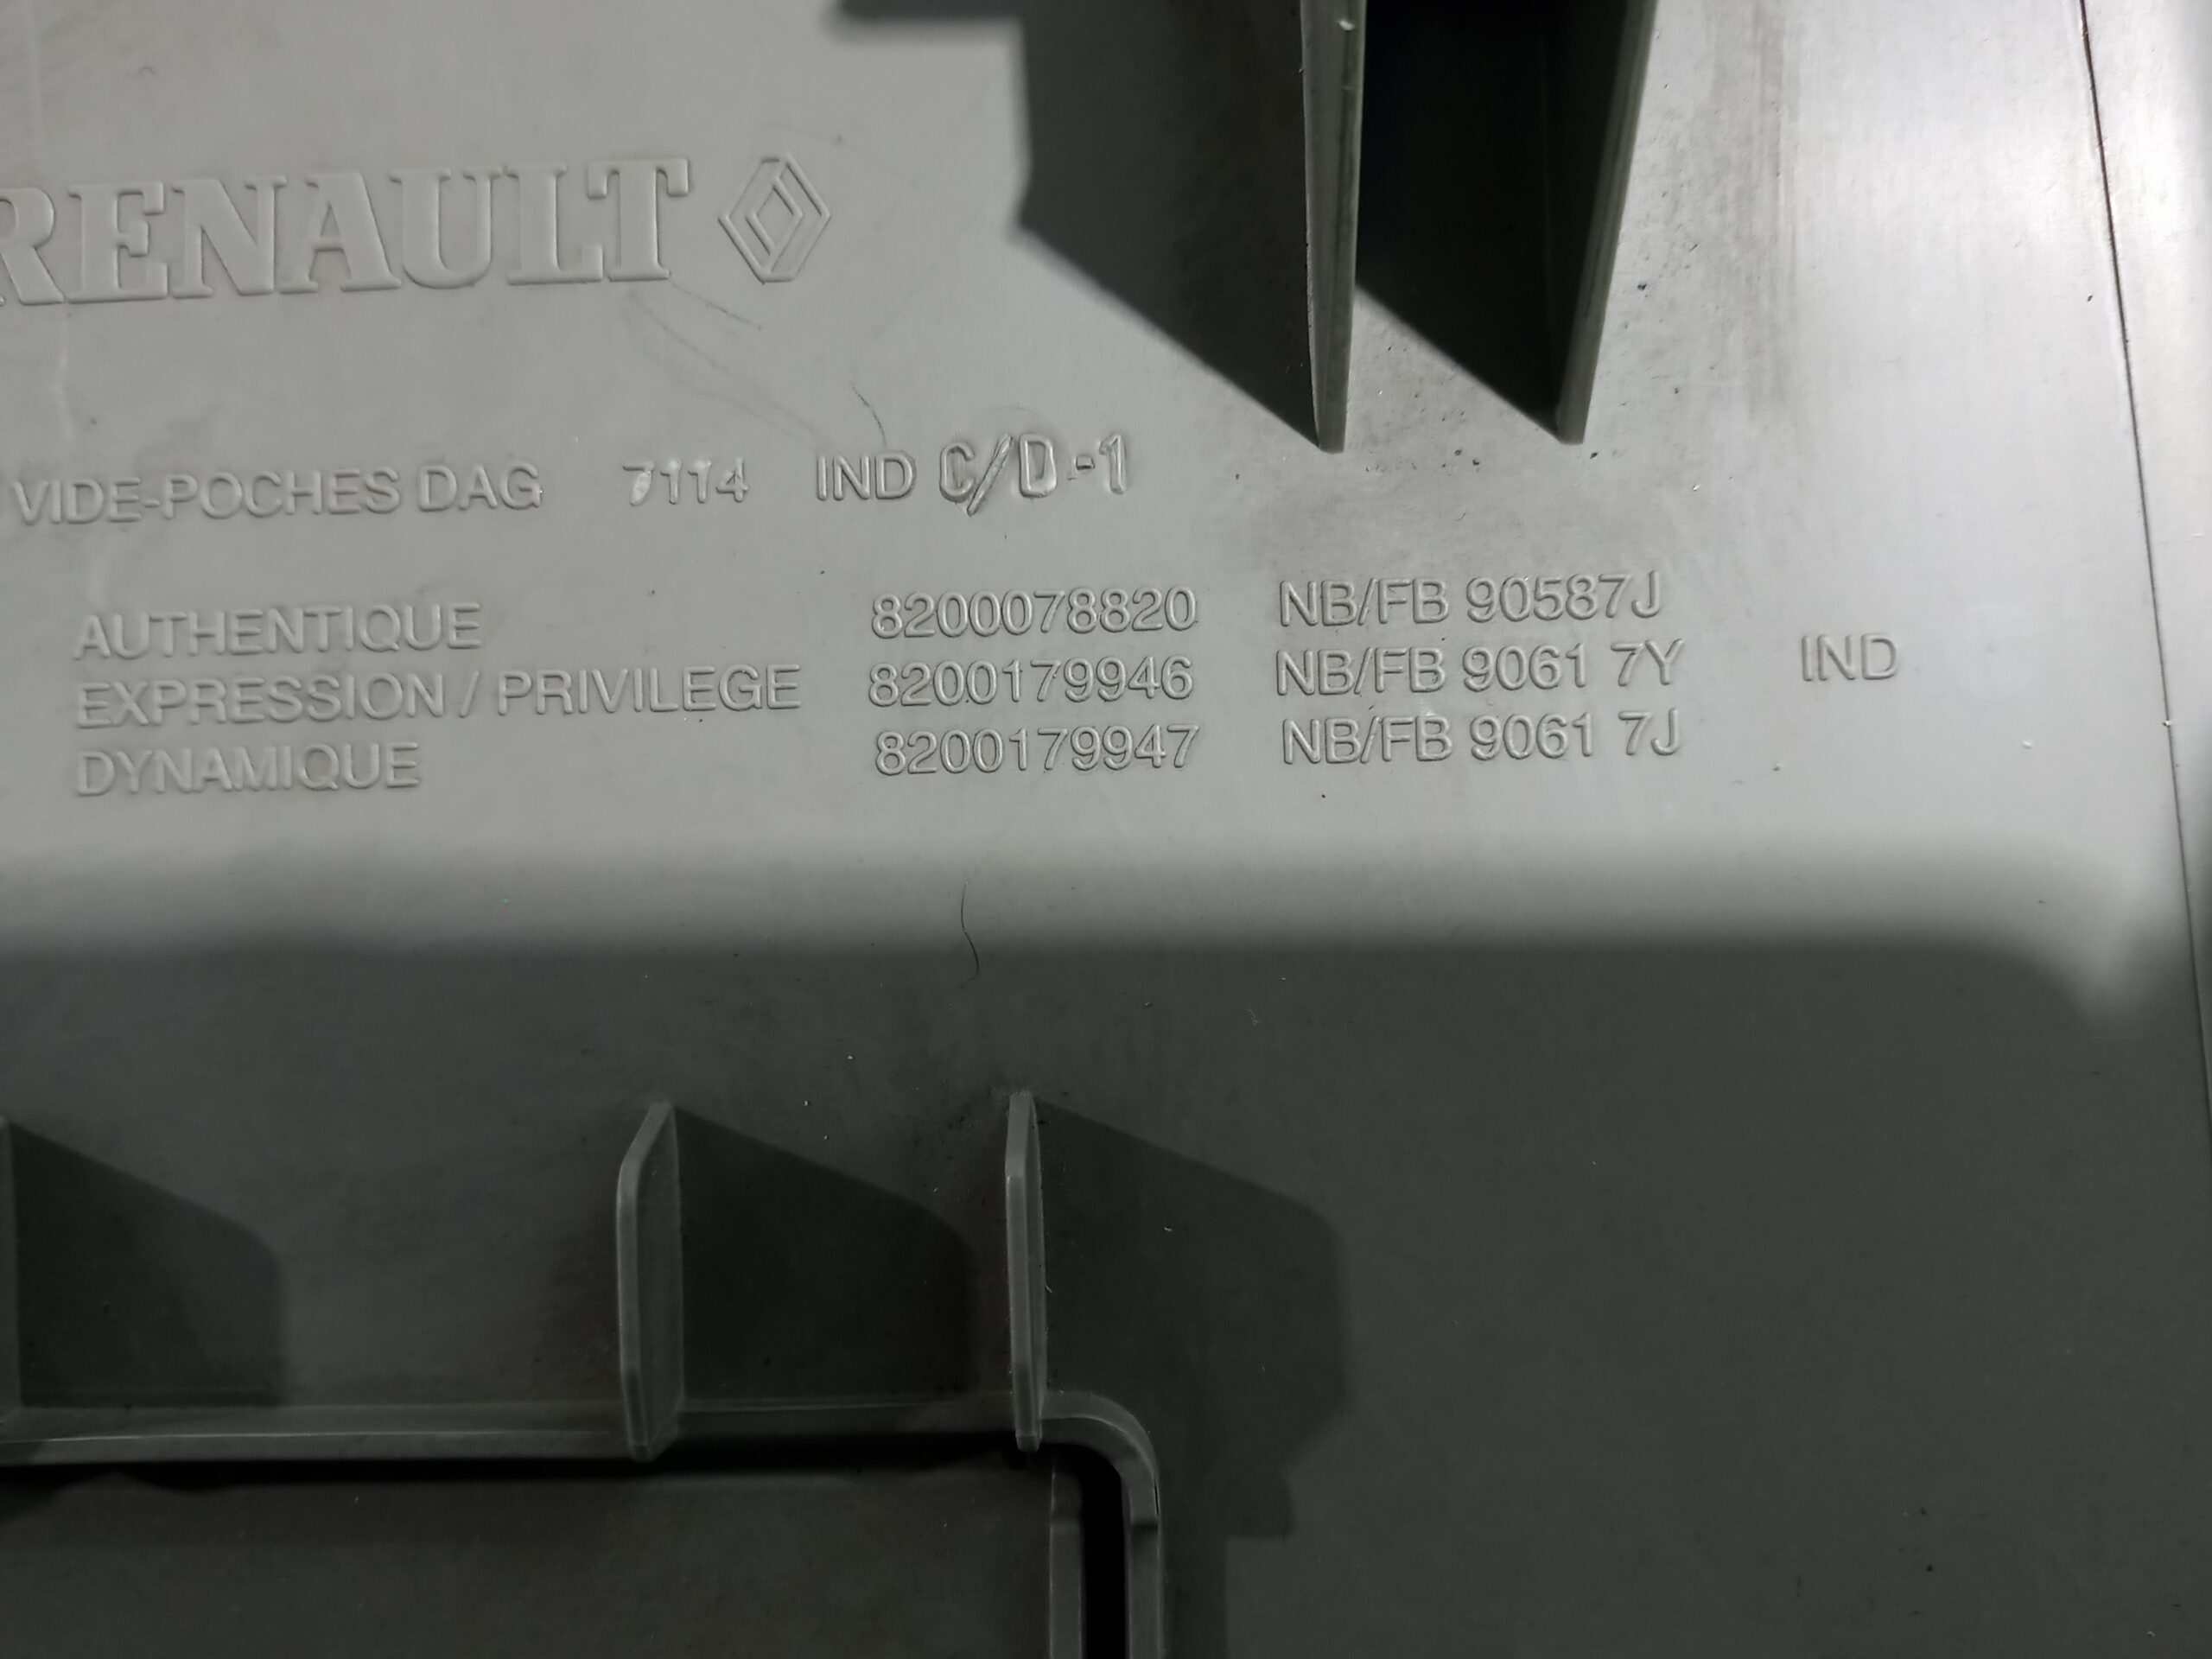 RENAULT
VIDE-POCHES DAG 7114 IND C/D-1
AUTHENTIQUE 8200078820 NB/FB 90587J
EXPRESSION / PRIVILEGE 8200179946 NB/FB 9061 7Y IND
DYNAMIQUE 8200179947 NB/FB 9061 7J